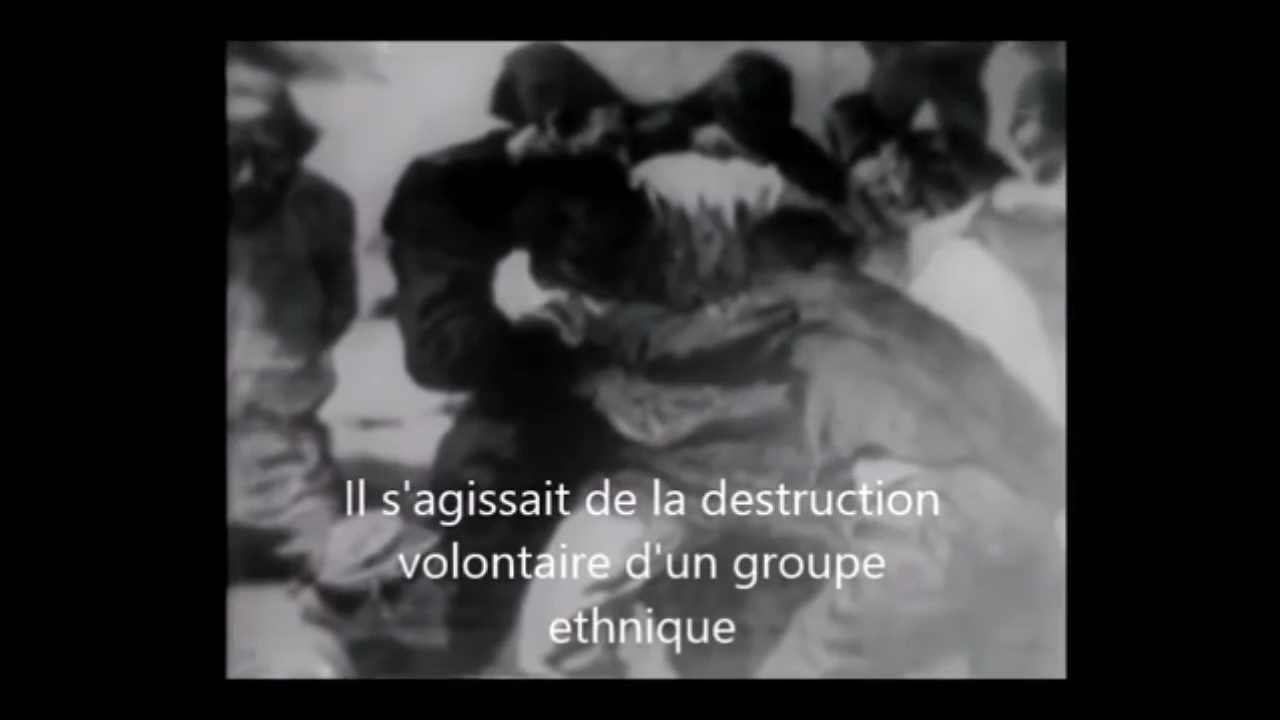 Il s'agissait de la destruction
volontaire d'un groupe
ethnique